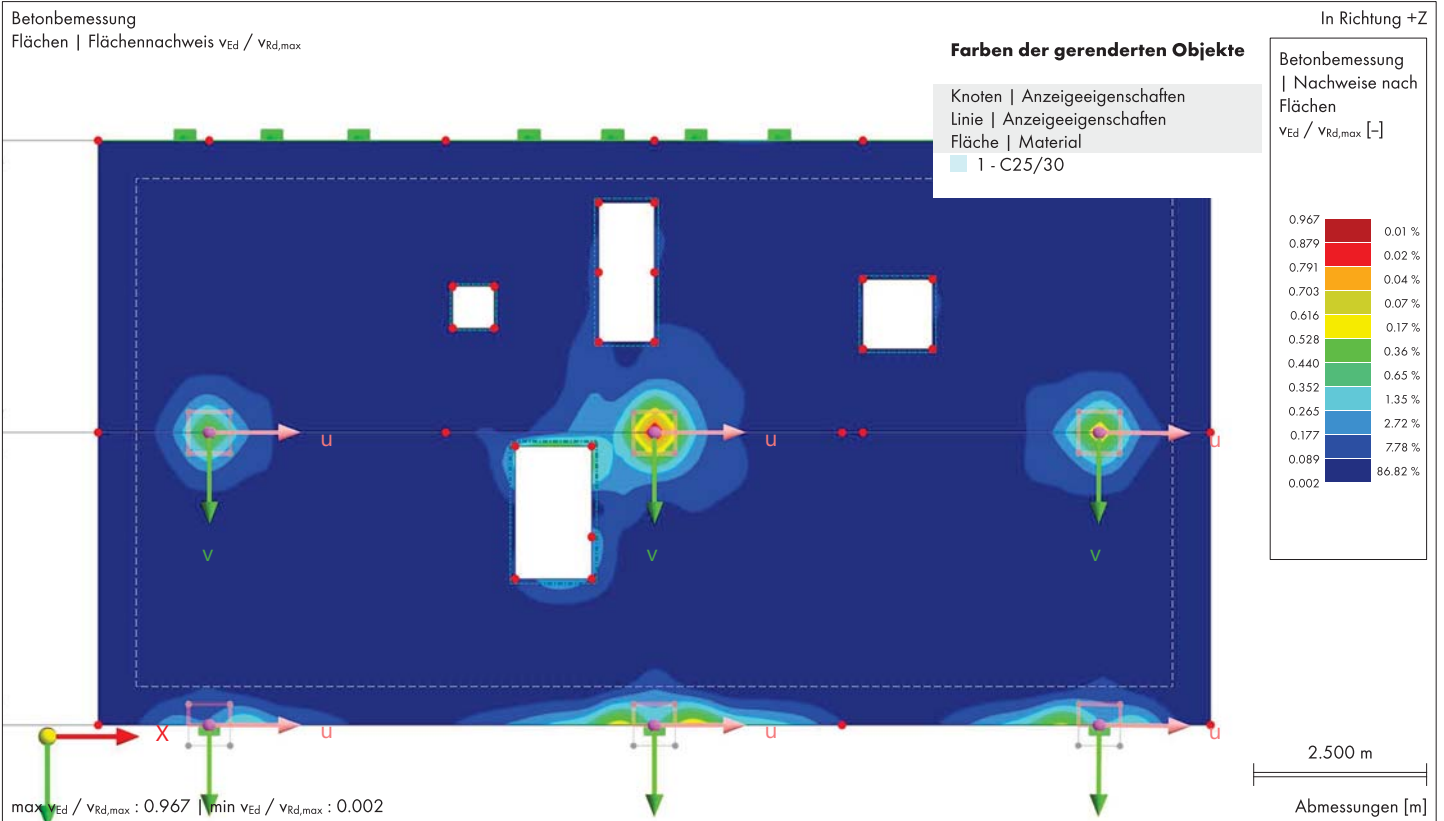 Betonbemessung
Flächen | Flächennachweis vEd / vRd,max
In Richtung +Z
Farben der gerenderten Objekte
Knoten | Anzeigeeigenschaften
Linie | Anzeigeeigenschaften
Fläche | Material
1 - C25/30
Betonbemessung
| Nachweise nach
Flächen
vEd / vRd,max [-]
0.967
0.01 %
0.879
0.02 %
0.791
0.04 %
0.703
0.07 %
0.616
0.17 %
0.528
0.36 %
0.440
0.65 %
0.352
1.35 %
0.265
2.72 %
0.177
7.78 %
0.089
86.82 %
0.002
u
u
u
v
v
v
X
u
u
u
2.500 m
max vEd / vRd,max : 0.967 | min vEd / vRd,max : 0.002
Abmessungen [m]